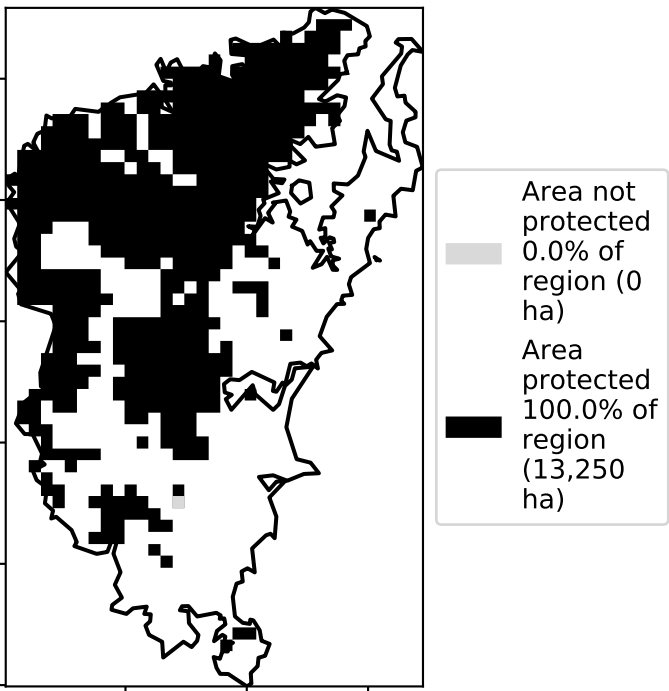 Area not
protected
0.0% of
region (0
ha)
Area
protected
100.0% of
region
(13,250
ha)